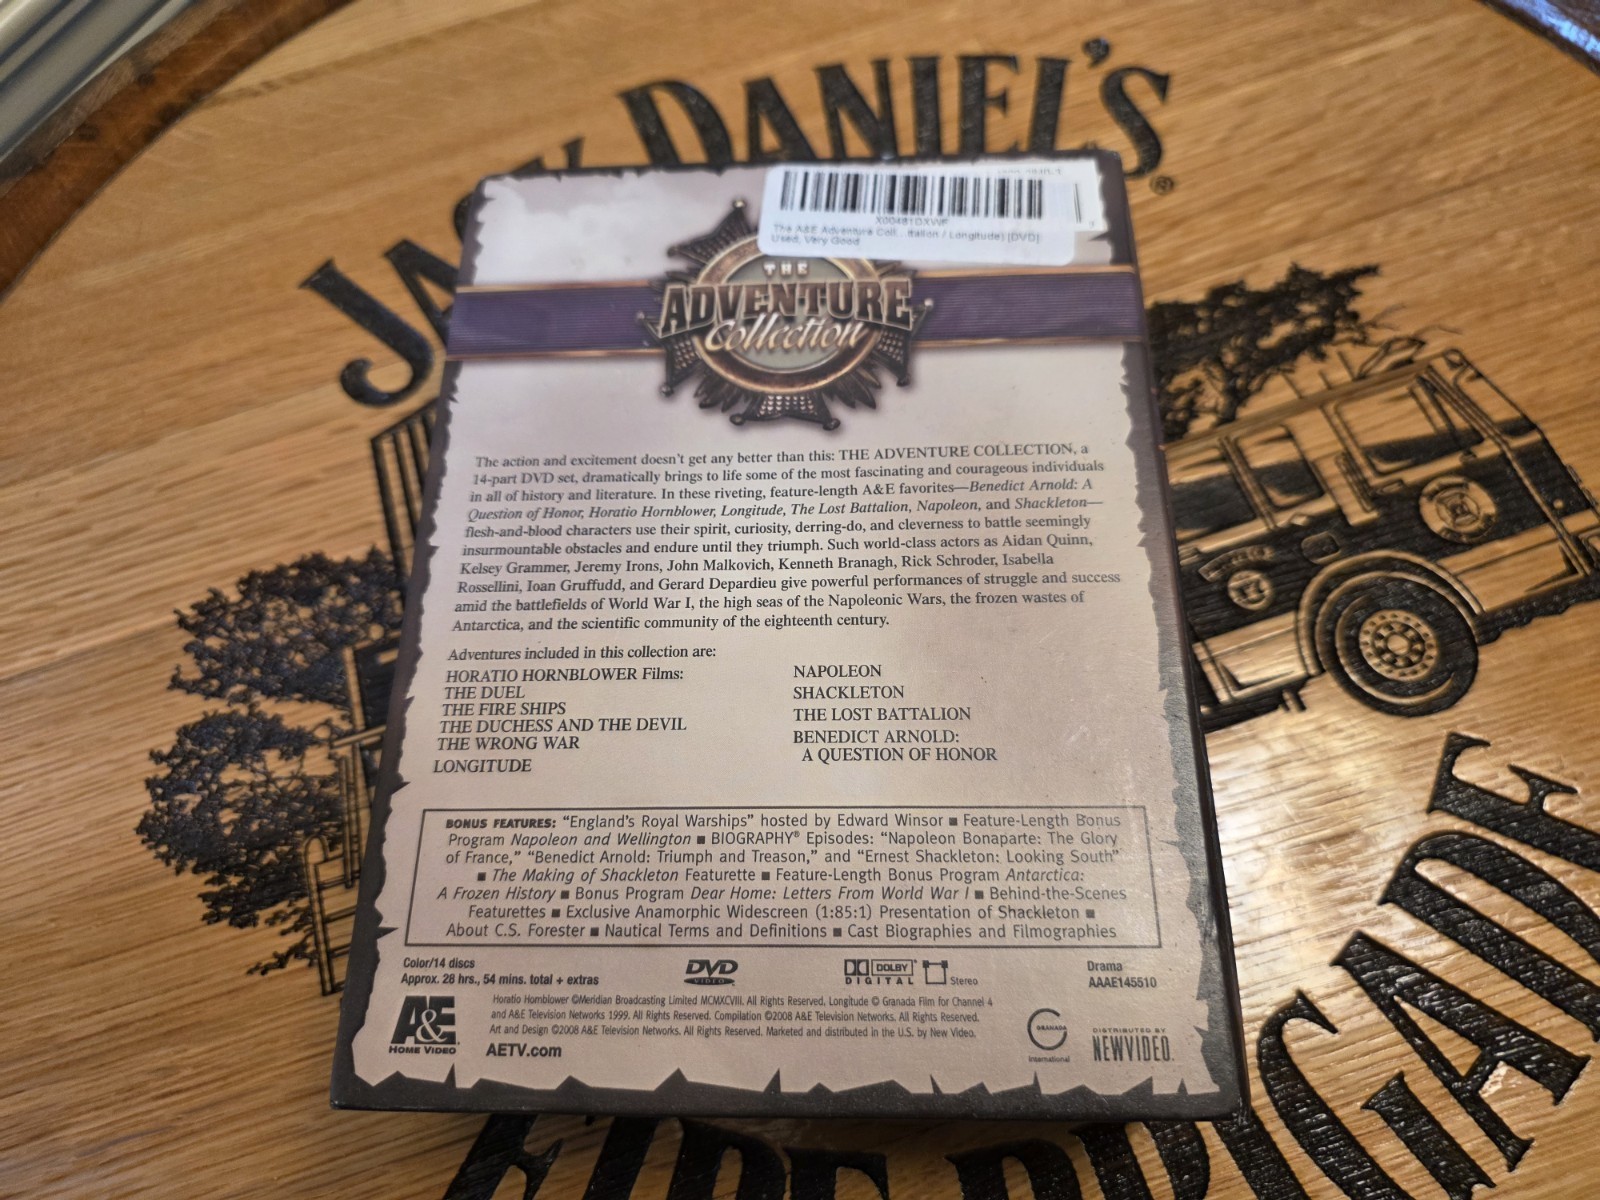 JACK DANIEL'S®
X00481DXWF
The A&E Adventure Coll...ttalion / Longitude) [DVD]
Used, Very Good
THE
ADVENTURE
Collection
The action and excitement doesn't get any better than this: THE ADVENTURE COLLECTION, a
14-part DVD set, dramatically brings to life some of the most fascinating and courageous individuals
in all of history and literature. In these riveting, feature-length A&E favorites—Benedict Arnold: A
Question of Honor, Horatio Hornblower, Longitude, The Lost Battalion, Napoleon, and Shackleton—
flesh-and-blood characters use their spirit, curiosity, derring-do, and cleverness to battle seemingly
insurmountable obstacles and endure until they triumph. Such world-class actors as Aidan Quinn,
Kelsey Grammer, Jeremy Irons, John Malkovich, Kenneth Branagh, Rick Schroder, Isabella
Rossellini, Ioan Gruffudd, and Gerard Depardieu give powerful performances of struggle and success
amid the battlefields of World War I, the high seas of the Napoleonic Wars, the frozen wastes of
Antarctica, and the scientific community of the eighteenth century.
Adventures included in this collection are:
HORATIO HORNBLOWER Films:
THE DUEL
THE FIRE SHIPS
THE DUCHESS AND THE DEVIL
THE WRONG WAR
LONGITUDE
NAPOLEON
SHACKLETON
THE LOST BATTALION
BENEDICT ARNOLD:
A QUESTION OF HONOR
BONUS FEATURES: "England's Royal Warships" hosted by Edward Winsor ■ Feature-Length Bonus
Program Napoleon and Wellington ■ BIOGRAPHY® Episodes: "Napoleon Bonaparte: The Glory
of France," "Benedict Arnold: Triumph and Treason," and "Ernest Shackleton: Looking South"
■ The Making of Shackleton Featurette ■ Feature-Length Bonus Program Antarctica:
A Frozen History ■ Bonus Program Dear Home: Letters From World War I ■ Behind-the-Scenes
Featurettes ■ Exclusive Anamorphic Widescreen (1:85:1) Presentation of Shackleton ■
About C.S. Forester ■ Nautical Terms and Definitions ■ Cast Biographies and Filmographies
Color/14 discs
Approx. 28 hrs., 54 mins. total + extras
DVD
VIDEO
DOLBY
DIGITAL
Stereo
Drama
AAAE145510
A&E
HOME VIDEO
Horatio Hornblower ©Meridian Broadcasting Limited MCMXCVIII. All Rights Reserved. Longitude © Granada Film for Channel 4
and A&E Television Networks 1999. All Rights Reserved. Compilation ©2008 A&E Television Networks. All Rights Reserved.
Art and Design ©2008 A&E Television Networks. All Rights Reserved. Marketed and distributed in the U.S. by New Video.
AETV.com
GRANADA
International
DISTRIBUTED BY
NEWVIDEO.
FIRE BRIGADE